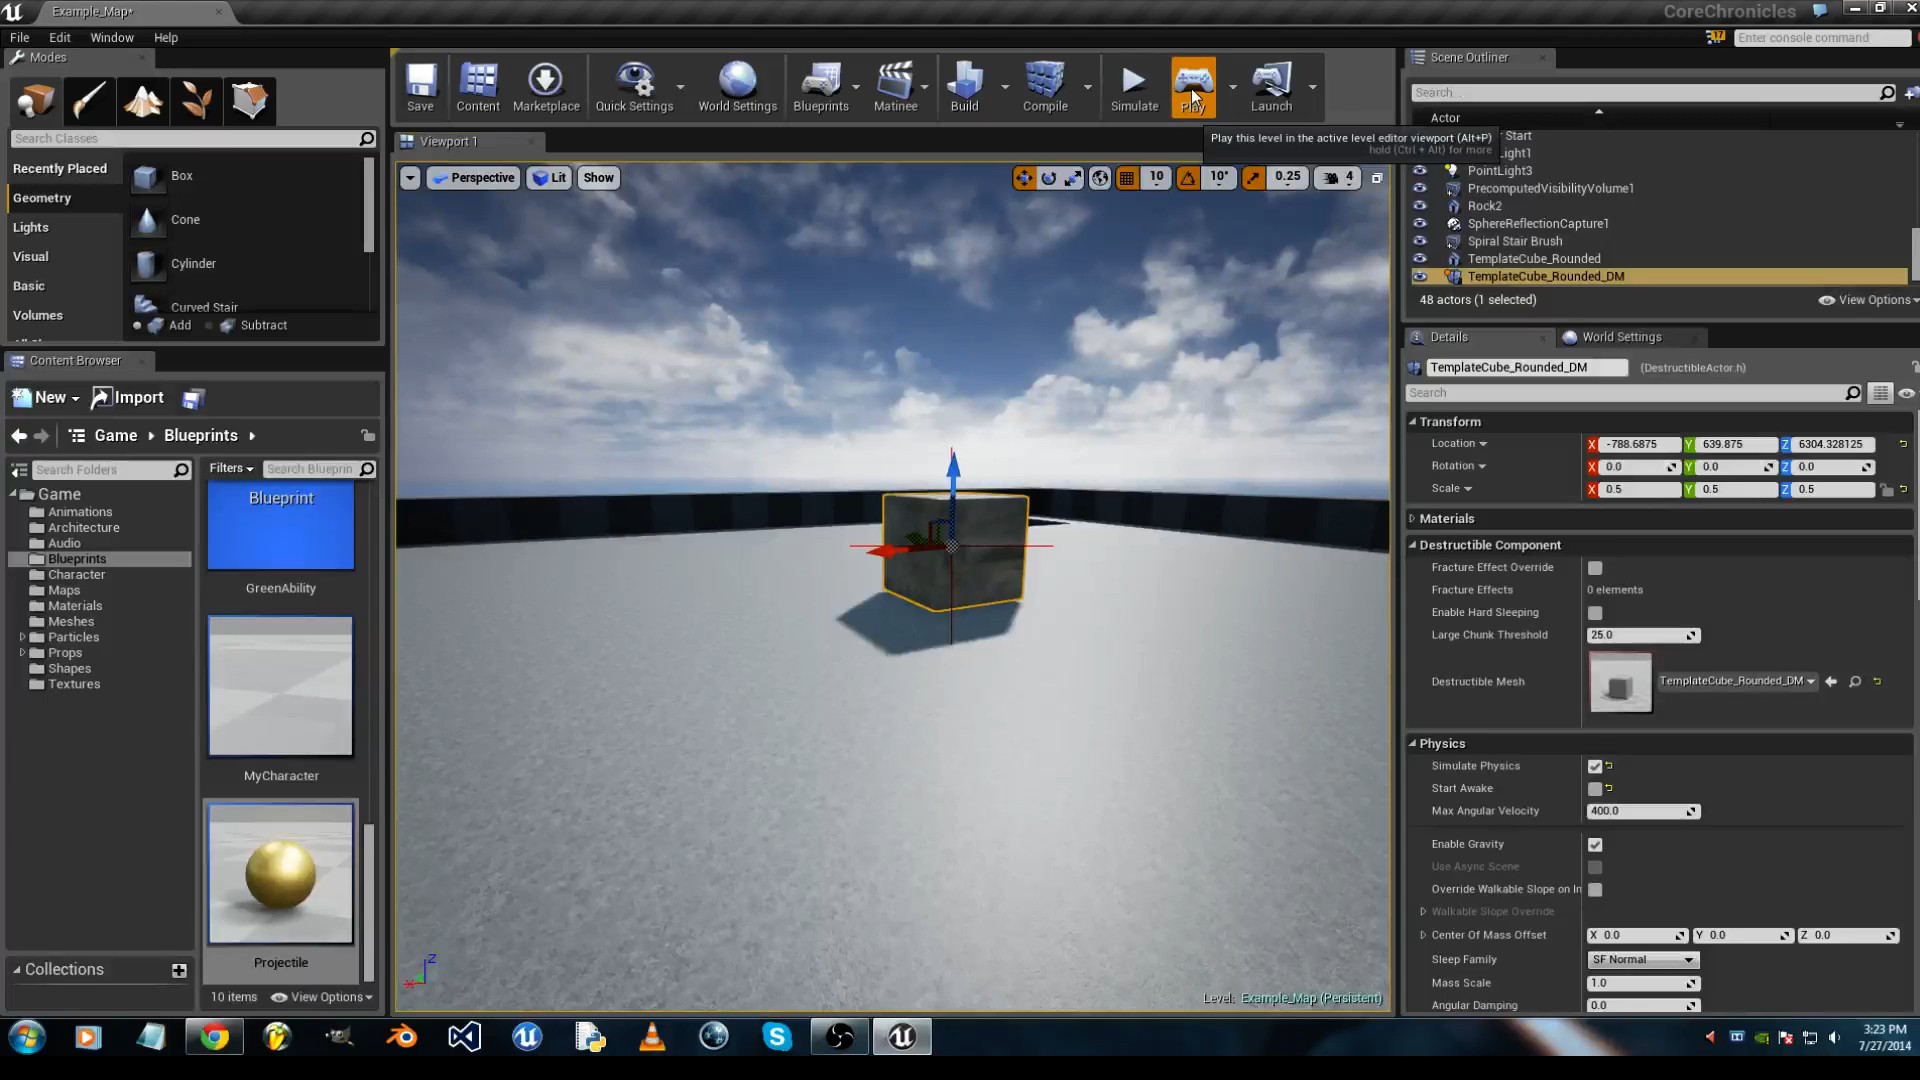 Example_Map*
CoreChronicles
File Edit Window Help
17
Enter console command
Modes
Search Classes
Recently Placed
Geometry
Lights
Visual
Basic
Volumes
Box
Cone
Cylinder
Curved Stair
Add Subtract
Save Content Marketplace Quick Settings World Settings Blueprints Matinee Build Compile Simulate Play Launch
Play this level in the active level editor viewport (Alt+P)
hold (Ctrl + Alt) for more
Viewport 1
Perspective Lit Show
10 10° 0.25 4
Scene Outliner
Search...
Actor
Start
Light1
PointLight3
PrecomputedVisibilityVolume1
Rock2
SphereReflectionCapture1
Spiral Stair Brush
TemplateCube_Rounded
TemplateCube_Rounded_DM
48 actors (1 selected) View Options
Details World Settings
TemplateCube_Rounded_DM (DestructibleActor.h)
Search
Transform
Location X -788.6875 Y 639.875 Z 6304.328125
Rotation X 0.0 Y 0.0 Z 0.0
Scale X 0.5 Y 0.5 Z 0.5
Materials
Destructible Component
Fracture Effect Override
Fracture Effects 0 elements
Enable Hard Sleeping
Large Chunk Threshold 25.0
Destructible Mesh TemplateCube_Rounded_DM
Physics
Simulate Physics
Start Awake
Max Angular Velocity 400.0
Enable Gravity
Use Async Scene
Override Walkable Slope on In
Walkable Slope Override
Center Of Mass Offset X 0.0 Y 0.0 Z 0.0
Sleep Family SF Normal
Mass Scale 1.0
Angular Damping 0.0
Content Browser
New Import
Game Blueprints
Search Folders
Filters Search Blueprin
Game
Animations
Architecture
Audio
Blueprints
Character
Maps
Materials
Meshes
Particles
Props
Shapes
Textures
Blueprint
GreenAbility
MyCharacter
Projectile
Collections
10 items View Options
Z
Level: Example_Map (Persistent)
3:23 PM
7/27/2014